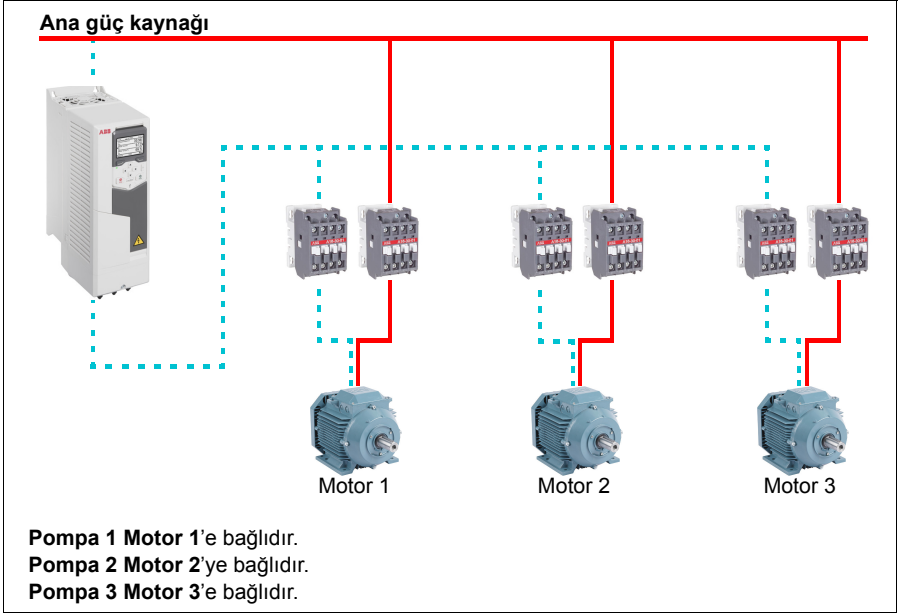 Ana güç kaynağı
ABB
Motor 1
Motor 2
Motor 3
Pompa 1 Motor 1’e bağlıdır.
Pompa 2 Motor 2’ye bağlıdır.
Pompa 3 Motor 3’e bağlıdır.